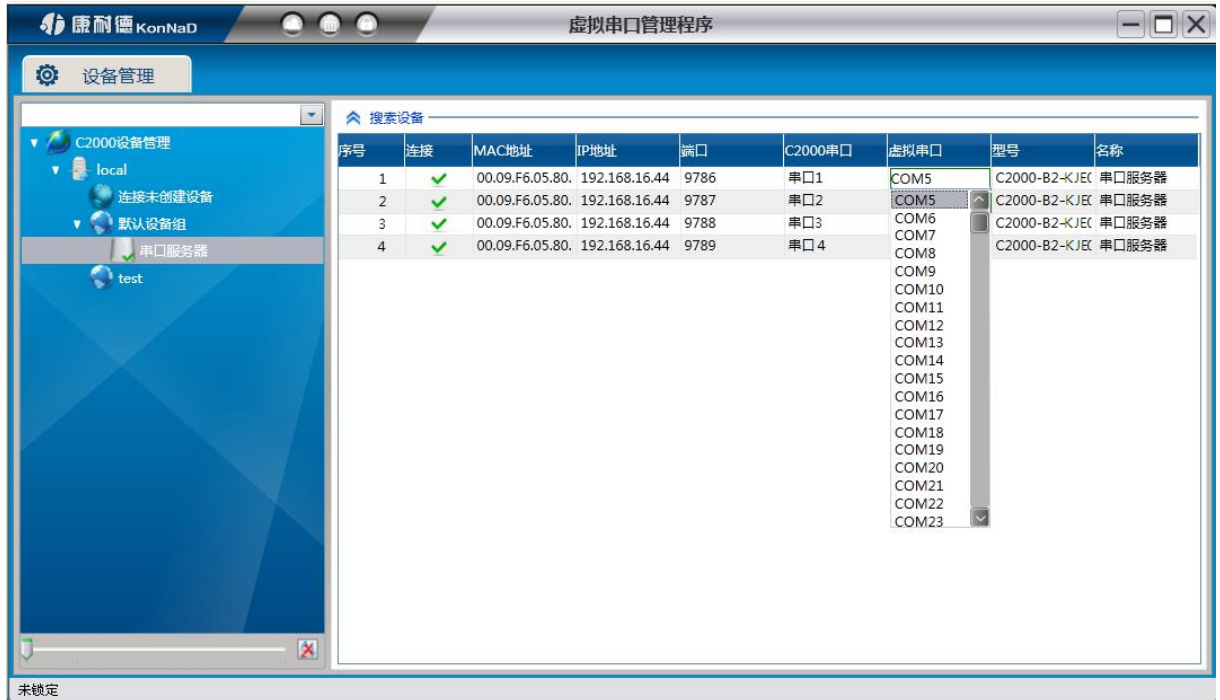 康耐德 KonNaD 虚拟串口管理程序
设备管理
C2000设备管理
local
连接未创建设备
默认设备组
串口服务器
test
搜索设备
序号 连接 MAC地址 IP地址 端口 C2000串口 虚拟串口 型号 名称
1 00.09.F6.05.80. 192.168.16.44 9786 串口1 COM5 C2000-B2-KJE( 串口服务器
2 00.09.F6.05.80. 192.168.16.44 9787 串口2 C2000-B2-KJE( 串口服务器
3 00.09.F6.05.80. 192.168.16.44 9788 串口3 C2000-B2-KJE( 串口服务器
4 00.09.F6.05.80. 192.168.16.44 9789 串口 4 C2000-B2-KJE( 串口服务器
COM5
COM6
COM7
COM8
COM9
COM10
COM11
COM12
COM13
COM14
COM15
COM16
COM17
COM18
COM19
COM20
COM21
COM22
COM23
未锁定